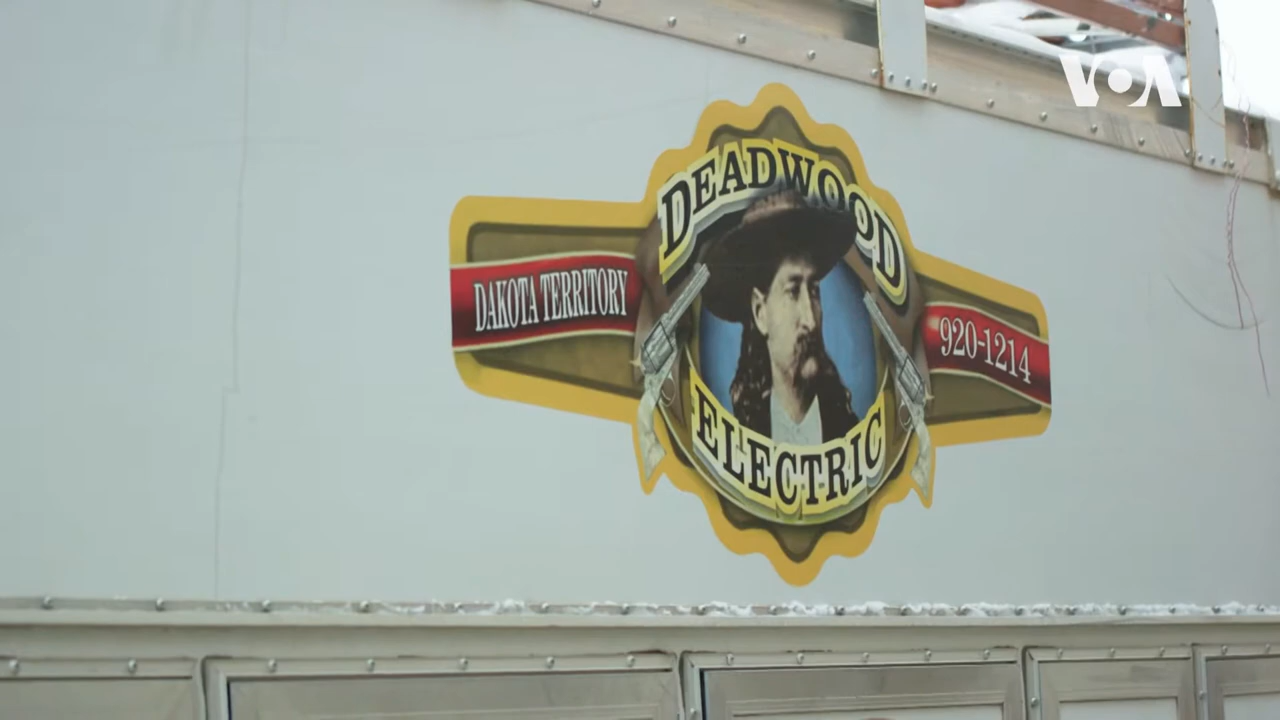 VOA
DEADWOOD
DAKOTA TERRITORY
920-1214
ELECTRIC